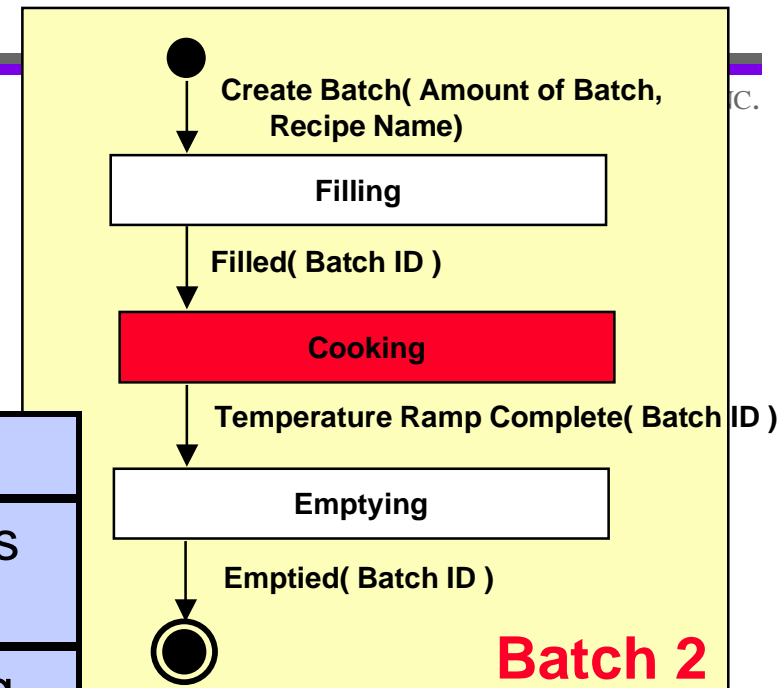 Create Batch( Amount of Batch,
Recipe Name)
NC.
Filling
Filled( Batch ID )
Cooking
Temperature Ramp Complete( Batch ID )
Emptying
Emptied( Batch ID )
Batch 2